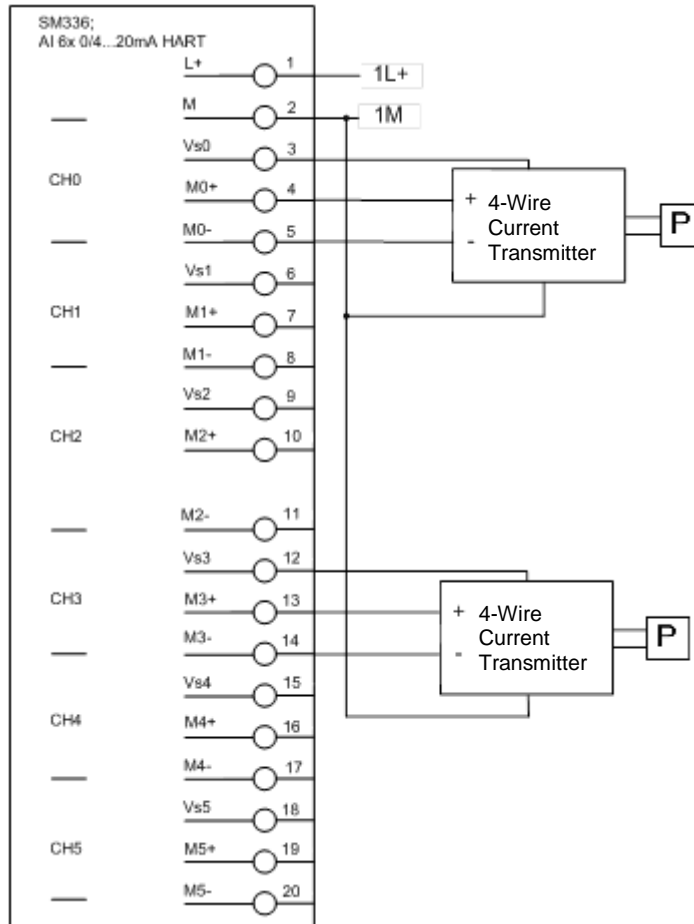 SM336;
AI 6x 0/4...20mA HART
L+ 1 1L+
M 2 1M
Vs0 3
CH0
M0+ 4
M0- 5
+ 4-Wire
- Current
Transmitter
P
Vs1 6
CH1
M1+ 7
M1- 8
Vs2 9
CH2
M2+ 10
M2- 11
Vs3 12
CH3
M3+ 13
M3- 14
+ 4-Wire
Current
- Transmitter
P
Vs4 15
CH4
M4+ 16
M4- 17
Vs5 18
CH5
M5+ 19
M5- 20